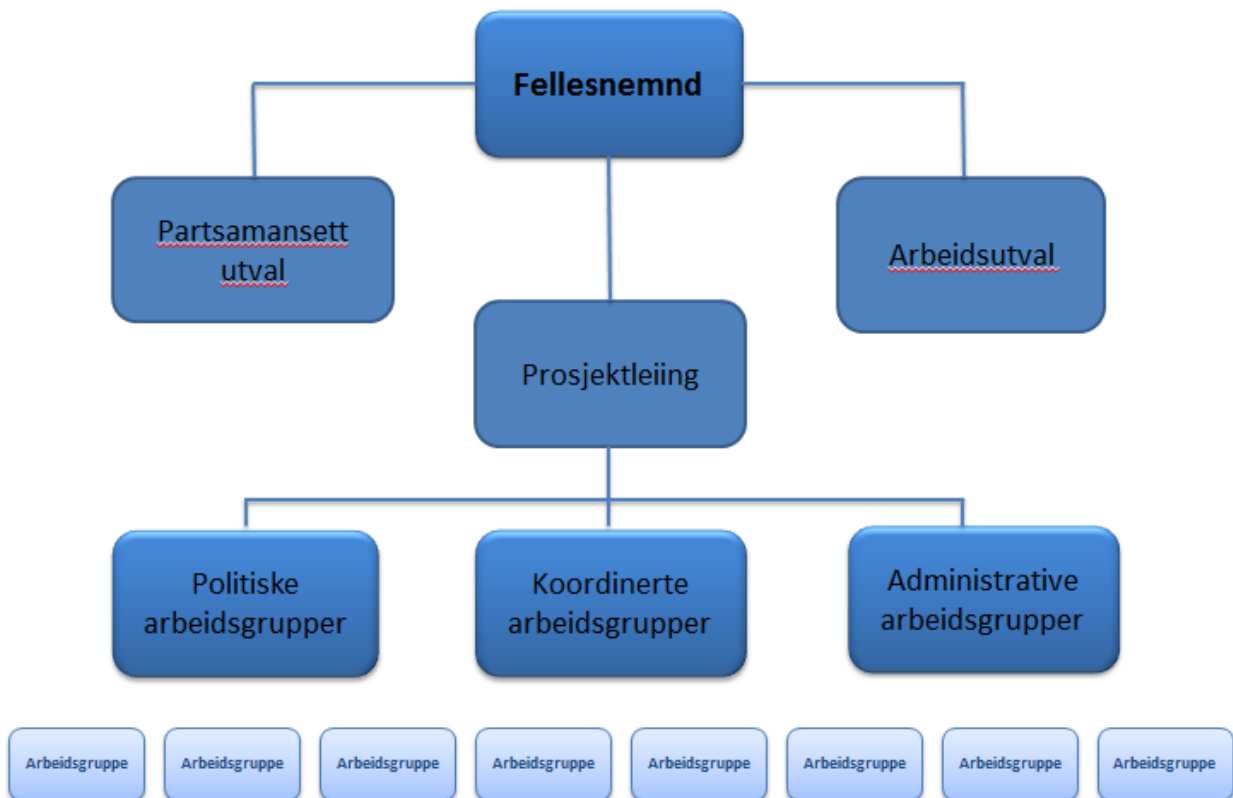 Fellesnemnd
Partsamansett
utval
Arbeidsutval
Prosjektleiing
Politiske
arbeidsgrupper
Koordinerte
arbeidsgrupper
Administrative
arbeidsgrupper
Arbeidsgruppe
Arbeidsgruppe
Arbeidsgruppe
Arbeidsgruppe
Arbeidsgruppe
Arbeidsgruppe
Arbeidsgruppe
Arbeidsgruppe